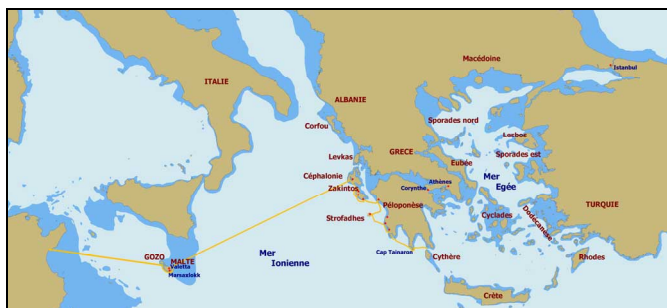 Macédoine
Istanbul
ITALIE
ALBANIE
Corfou
Sporades nord
Lesbos
Levkas
GRECE
Eubée
Sporades est
Céphalonie
Zakintos
Athènes
Corynthe
Mer
Egée
Péloponèse
TURQUIE
Strofadhes
Cyclades
Dodécanèse
Mer
Ionienne
Cap Tainaron
Cythère
Rhodes
GOZO
MALTE
Valetta
Marsaxlokk
Crète